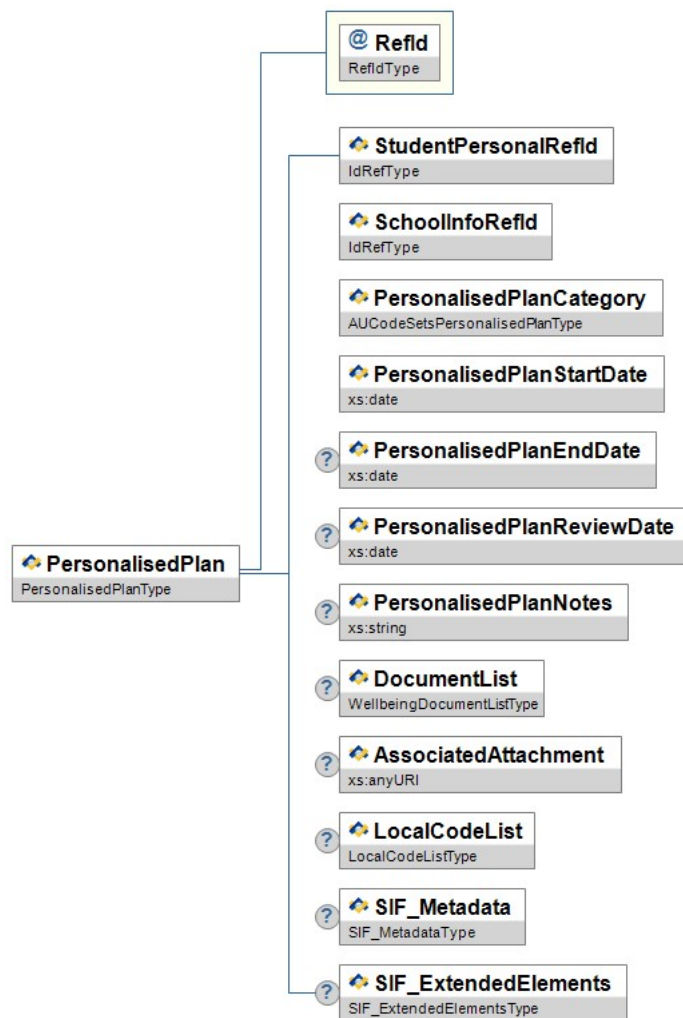 @ RefId
RefIdType
StudentPersonalRefId
IdRefType
SchoolInfoRefId
IdRefType
PersonalisedPlanCategory
AUCodeSetsPersonalisedPlanType
PersonalisedPlanStartDate
xs:date
? PersonalisedPlanEndDate
xs:date
? PersonalisedPlanReviewDate
xs:date
PersonalisedPlan
PersonalisedPlanType
? PersonalisedPlanNotes
xs:string
? DocumentList
WellbeingDocumentListType
? AssociatedAttachment
xs:anyURI
? LocalCodeList
LocalCodeListType
? SIF_Metadata
SIF_MetadataType
? SIF_ExtendedElements
SIF_ExtendedElementsType